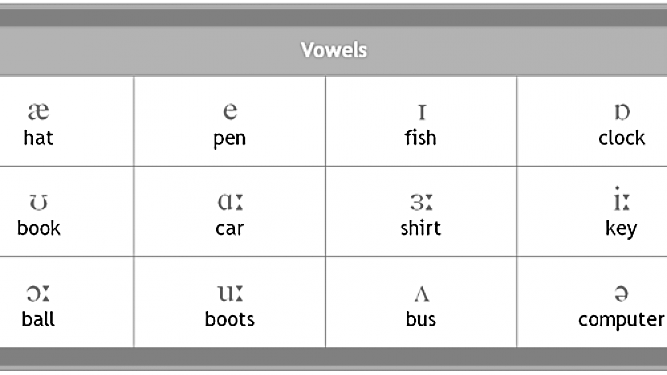 Vowels
æ e ɪ ɒ
hat pen fish clock
ʊ ɑː ɜː iː
book car shirt key
ɔː uː ʌ ə
ball boots bus computer